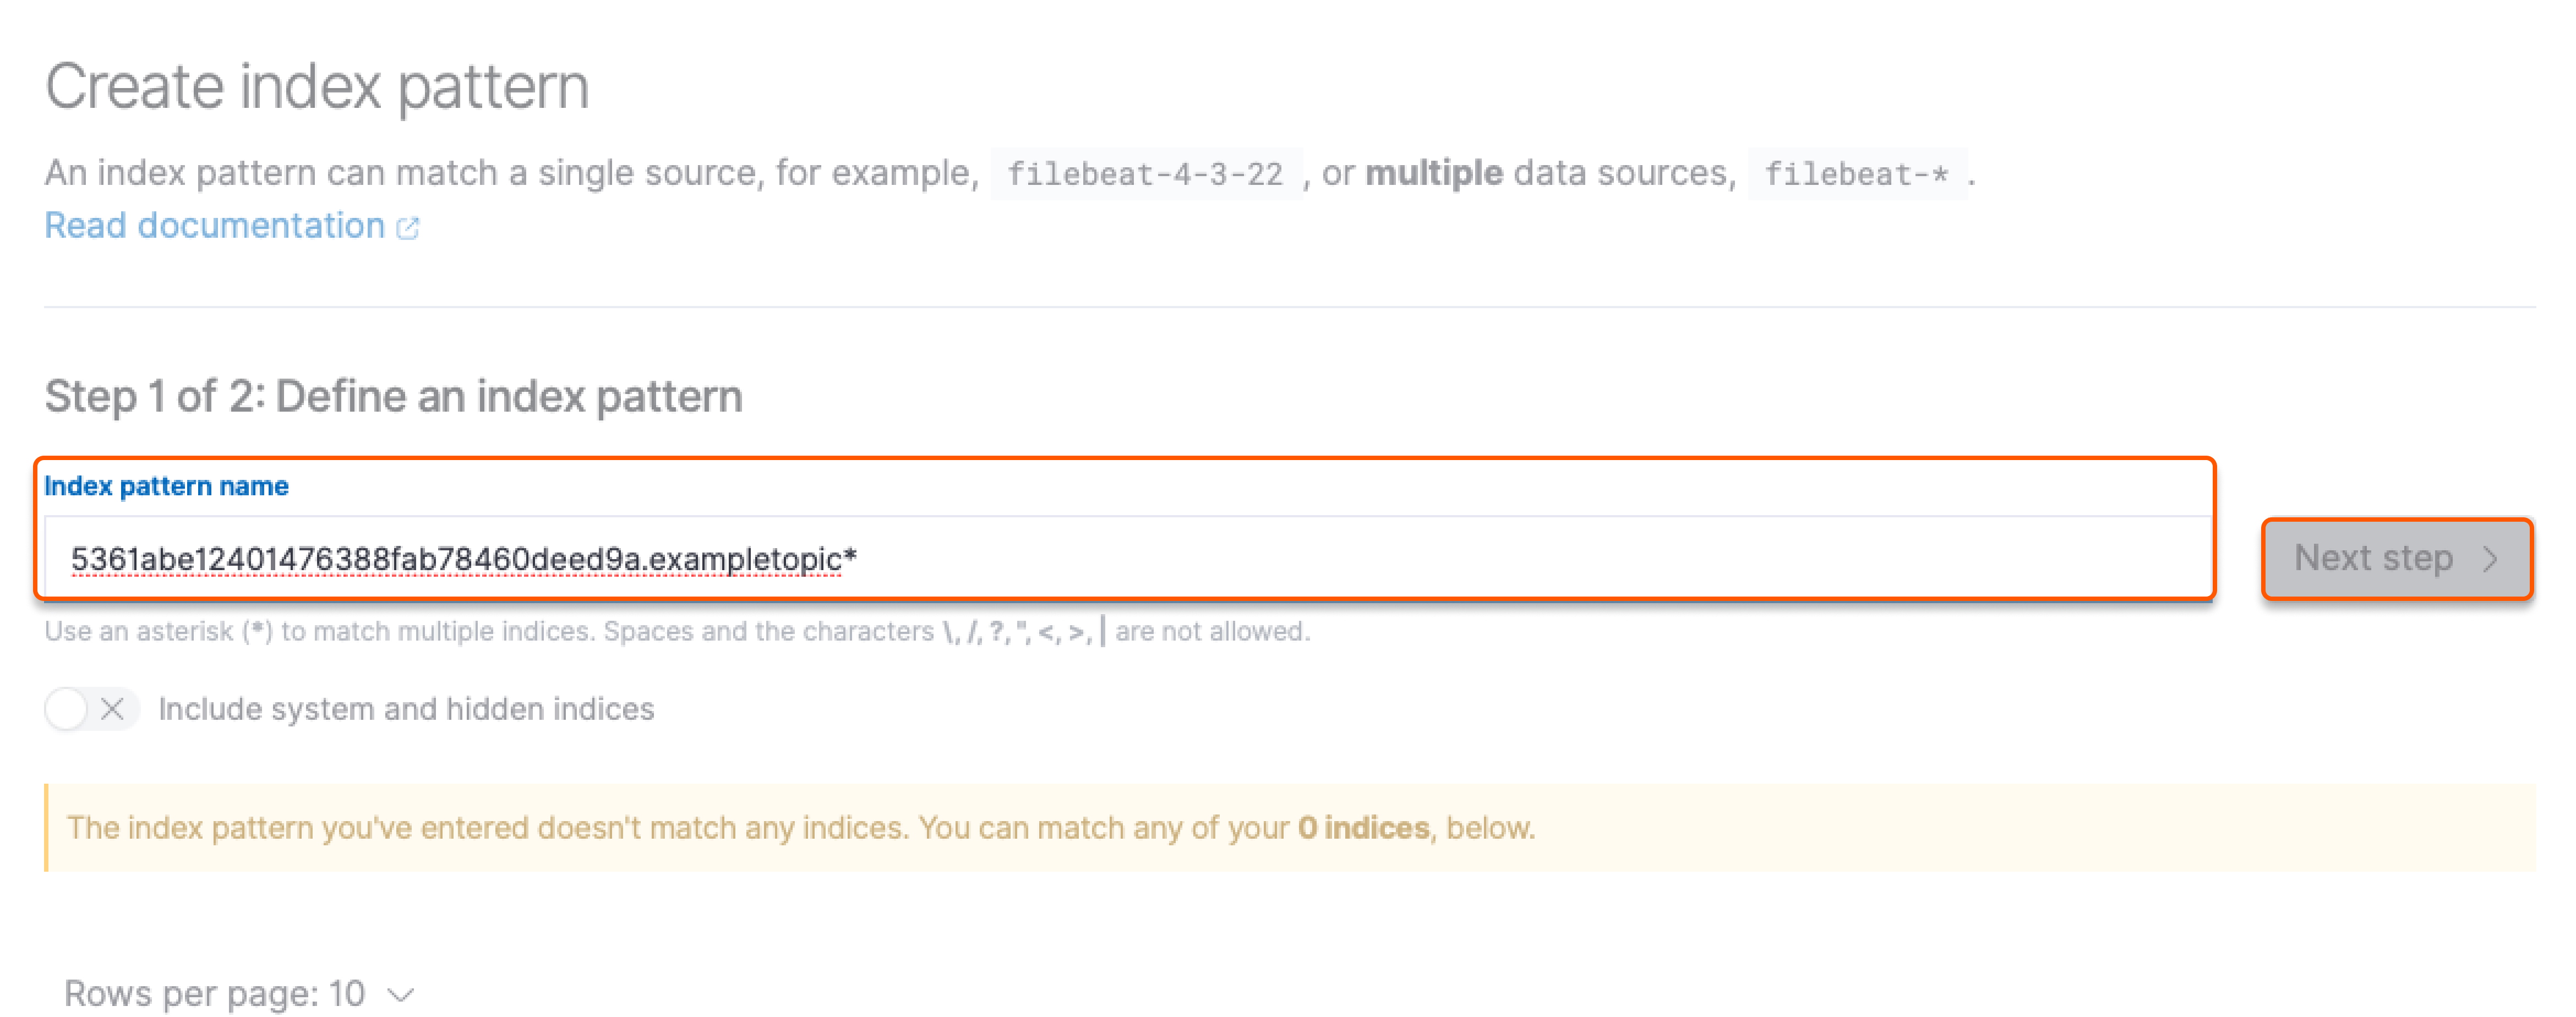 Create index pattern
An index pattern can match a single source, for example, filebeat-4-3-22 , or multiple data sources, filebeat-* .
Read documentation
Step 1 of 2: Define an index pattern
Index pattern name
5361abe12401476388fab78460deed9a.exampletopic*
Next step
Use an asterisk (*) to match multiple indices. Spaces and the characters \, /, ?, ", <, >, | are not allowed.
Include system and hidden indices
The index pattern you've entered doesn't match any indices. You can match any of your 0 indices, below.
Rows per page: 10